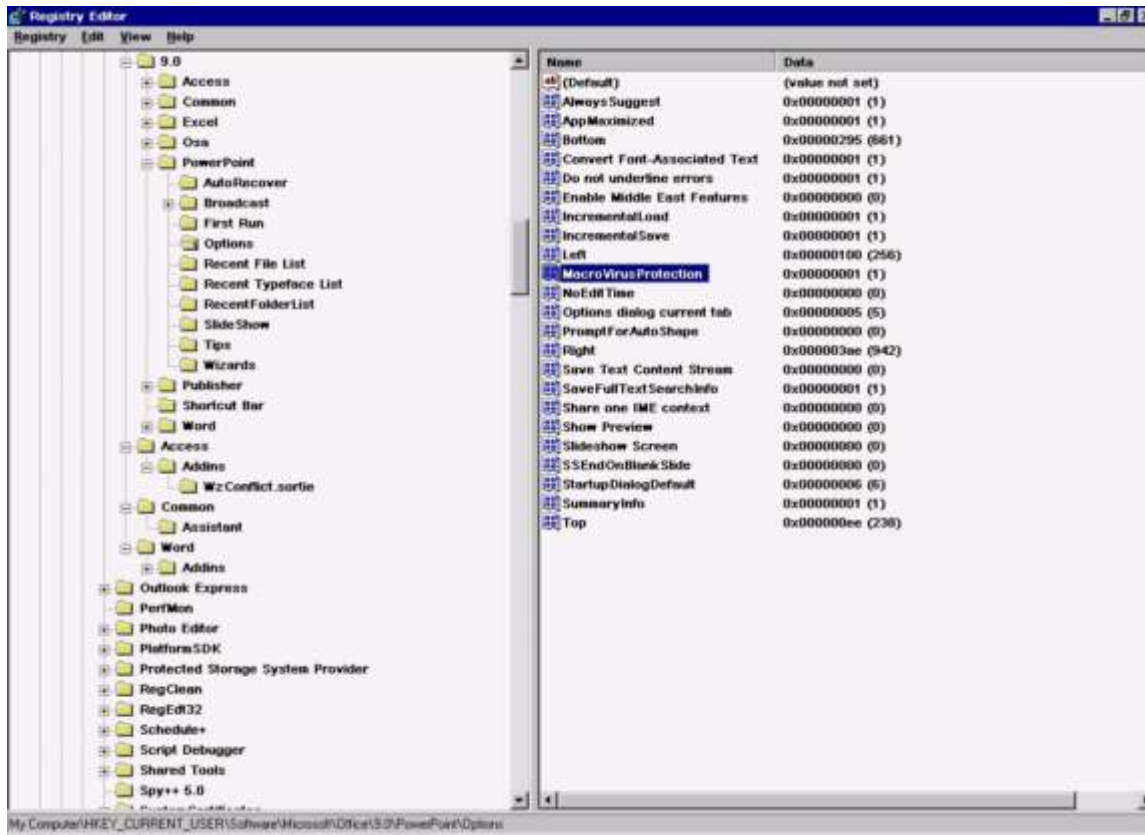 Registry Editor
Registry Edit View Help
9.0
Access
Common
Excel
Osa
PowerPoint
AutoRecover
Broadcast
First Run
Options
Recent File List
Recent Typeface List
RecentFolderList
SlideShow
Tips
Wizards
Publisher
Shortcut Bar
Word
Access
Addins
WzConflict.sortie
Common
Assistant
Word
Addins
Outlook Express
PerfMon
Photo Editor
PlatformSDK
Protected Storage System Provider
RegClean
RegEdt32
Schedule+
Script Debugger
Shared Tools
Spy++ 5.0
Name Data
(Default) (value not set)
AlwaysSuggest 0x00000001 (1)
AppMaximized 0x00000001 (1)
Bottom 0x00000295 (661)
Convert Font-Associated Text 0x00000001 (1)
Do not underline errors 0x00000001 (1)
Enable Middle East Features 0x00000000 (0)
IncrementalLoad 0x00000001 (1)
IncrementalSave 0x00000001 (1)
Left 0x00000100 (256)
MacroVirusProtection 0x00000001 (1)
NoEditTime 0x00000000 (0)
Options dialog current tab 0x00000005 (5)
PromptForAutoShape 0x00000000 (0)
Right 0x000003ae (942)
Save Text Content Stream 0x00000000 (0)
SaveFullTextSearchInfo 0x00000001 (1)
Share one IME context 0x00000000 (0)
Show Preview 0x00000000 (0)
Slideshow Screen 0x00000000 (0)
SSEndOnBlankSlide 0x00000000 (0)
StartupDialogDefault 0x00000006 (6)
SummaryInfo 0x00000001 (1)
Top 0x000000ee (238)
My Computer\HKEY_CURRENT_USER\Software\Microsoft\Office\9.0\PowerPoint\Options